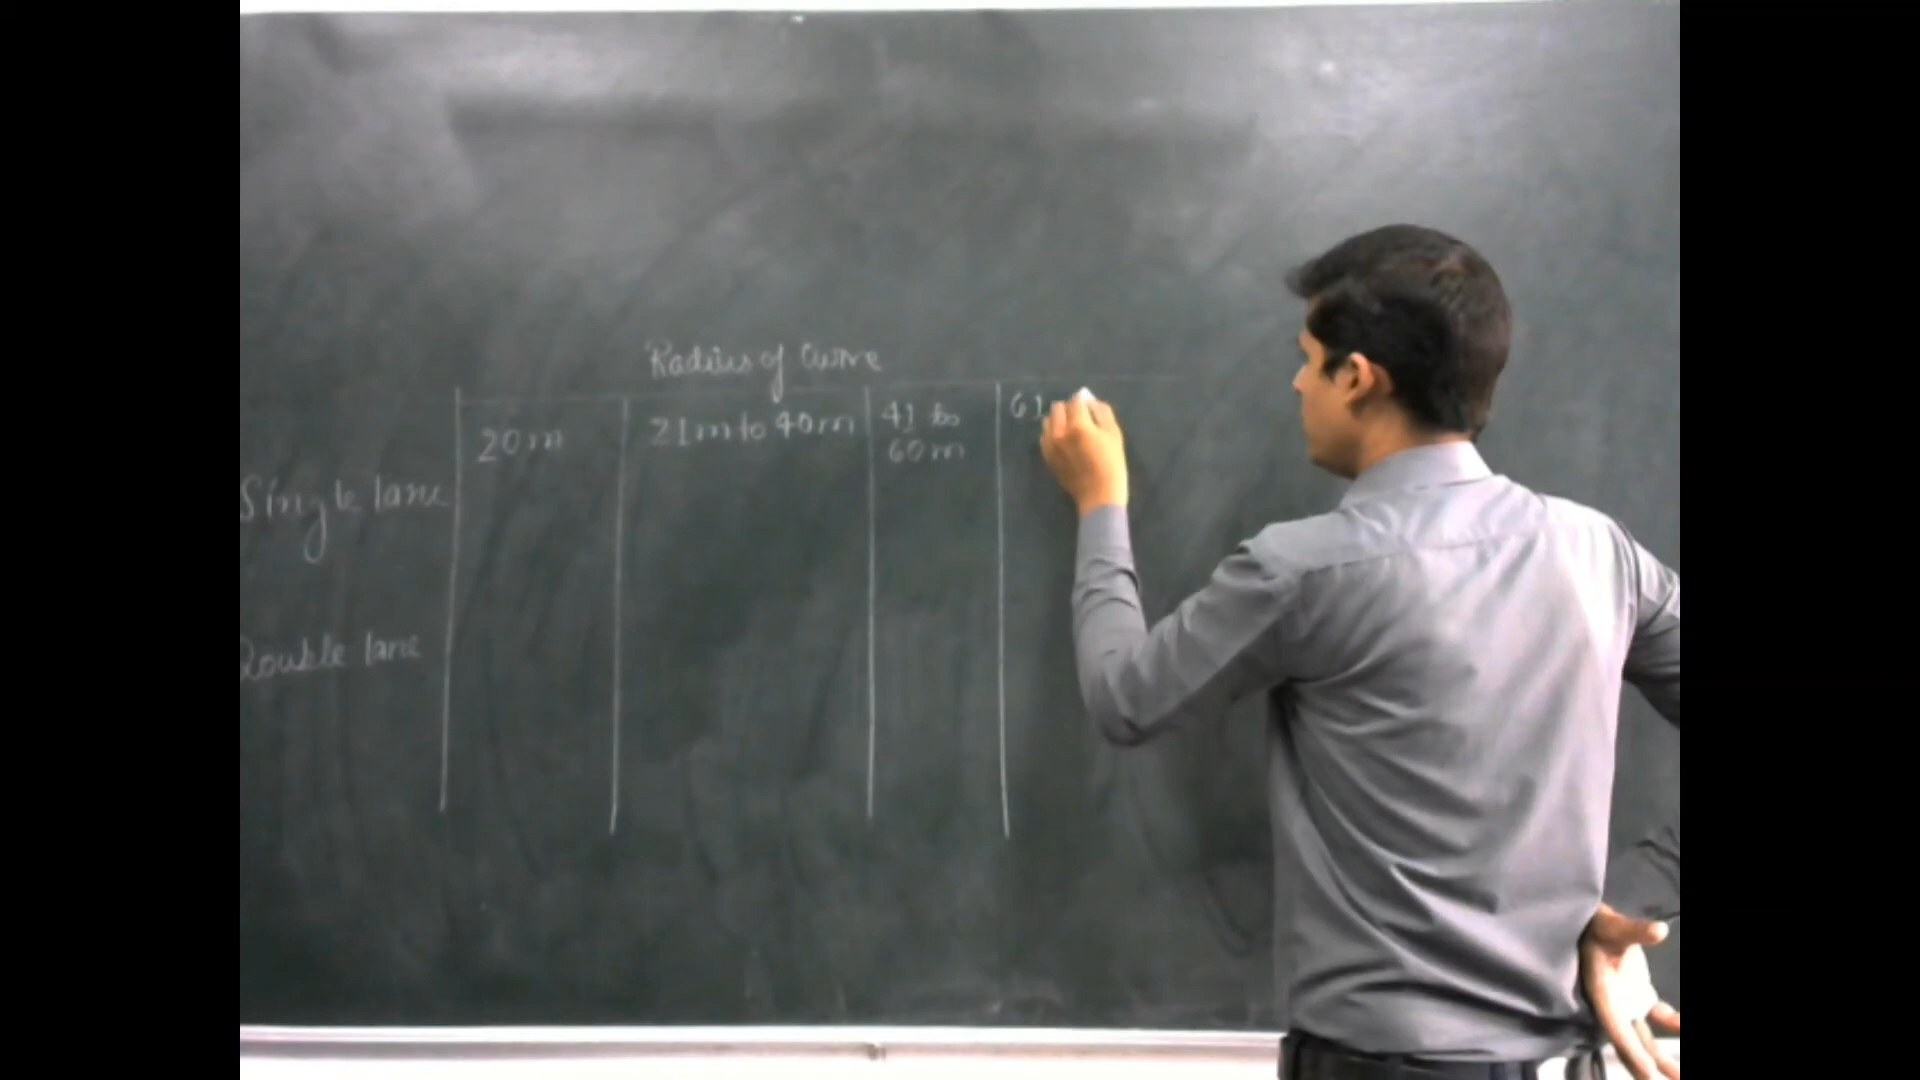 Radius of Curve
20m
21m to 40m
41 to
60m
61
Single lane
Double lane